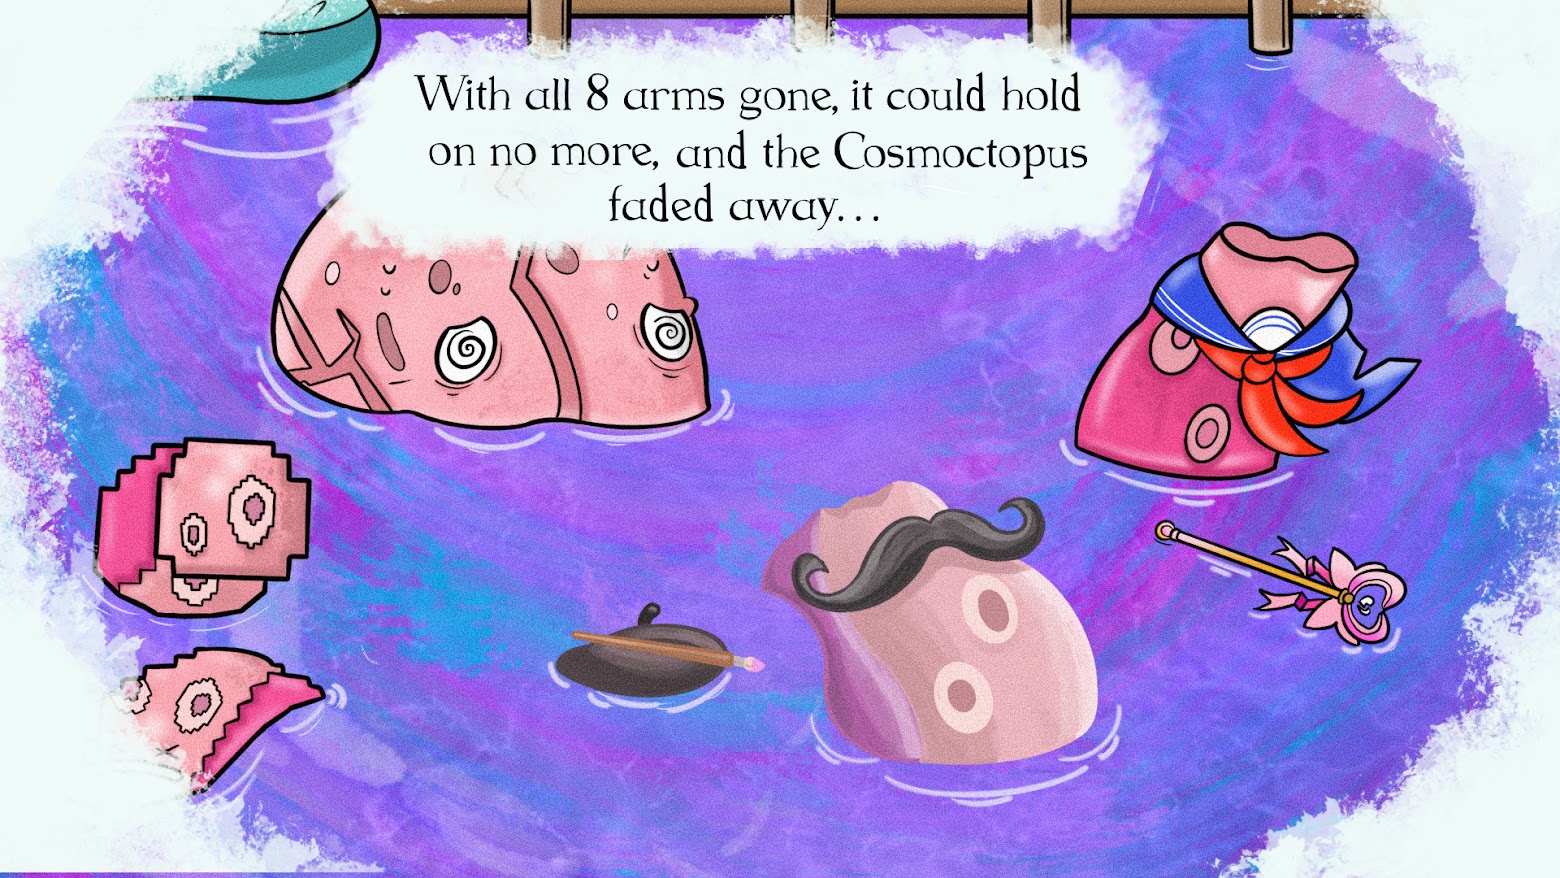 With all 8 arms gone, it could hold
on no more, and the Cosmoctopus
faded away...